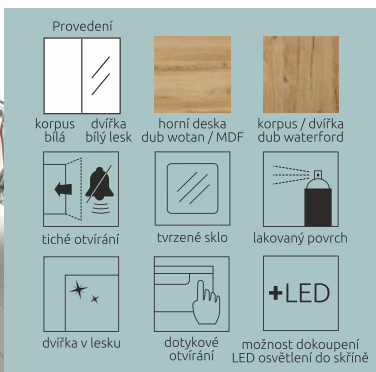 Provedení
korpus bílá
dvířka bílý lesk
horní deska
dub wotan / MDF
korpus / dvířka
dub waterford
tiché otvírání
tvrzené sklo
lakovaný povrch
dvířka v lesku
dotykové
otvírání
+LED
možnost dokoupení
LED osvětlení do skříně